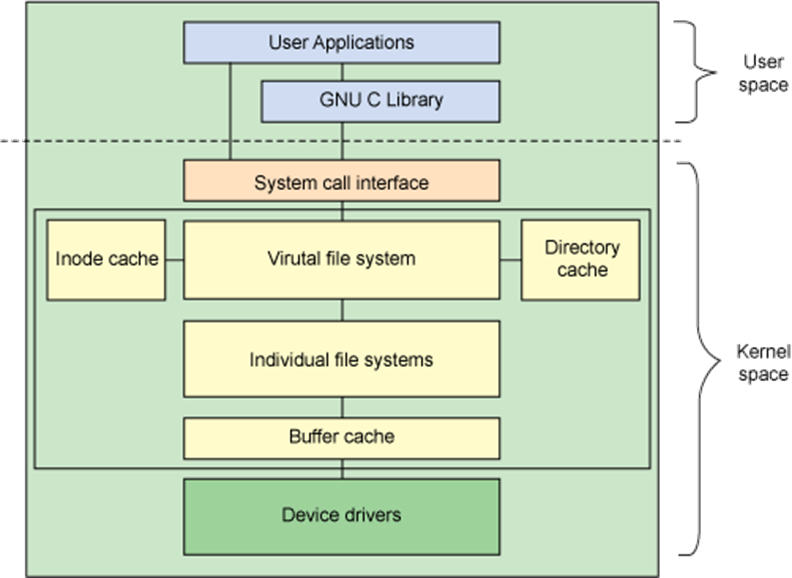 User Applications
User
space
GNU C Library
System call interface
Inode cache
Virutal file system
Directory
cache
Individual file systems
Kernel
space
Buffer cache
Device drivers